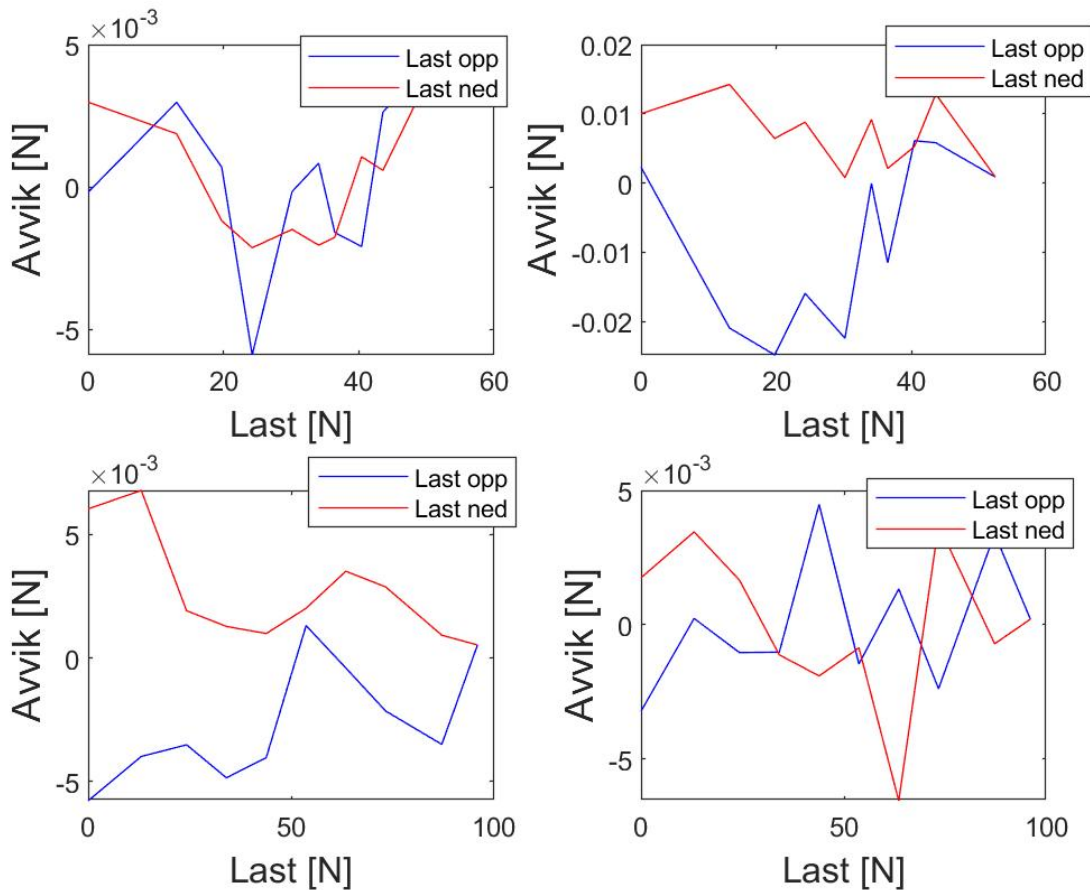 ×10⁻³
5
0
-5
Avvik [N]
0 20 40 60
Last [N]
Last opp
Last ned
0.02
0.01
0
-0.01
-0.02
Avvik [N]
0 20 40 60
Last [N]
Last opp
Last ned
×10⁻³
5
0
-5
Avvik [N]
0 50 100
Last [N]
Last opp
Last ned
×10⁻³
5
0
-5
Avvik [N]
0 50 100
Last [N]
Last opp
Last ned